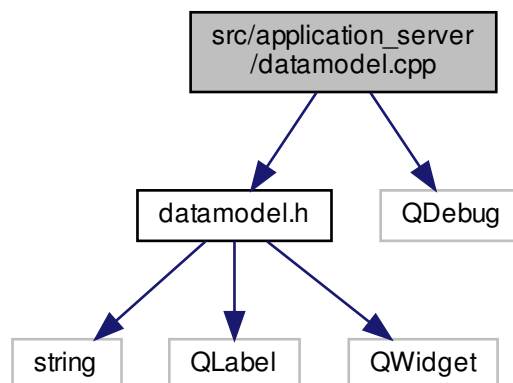 src/application_server
/datamodel.cpp
datamodel.h
QDebug
string
QLabel
QWidget